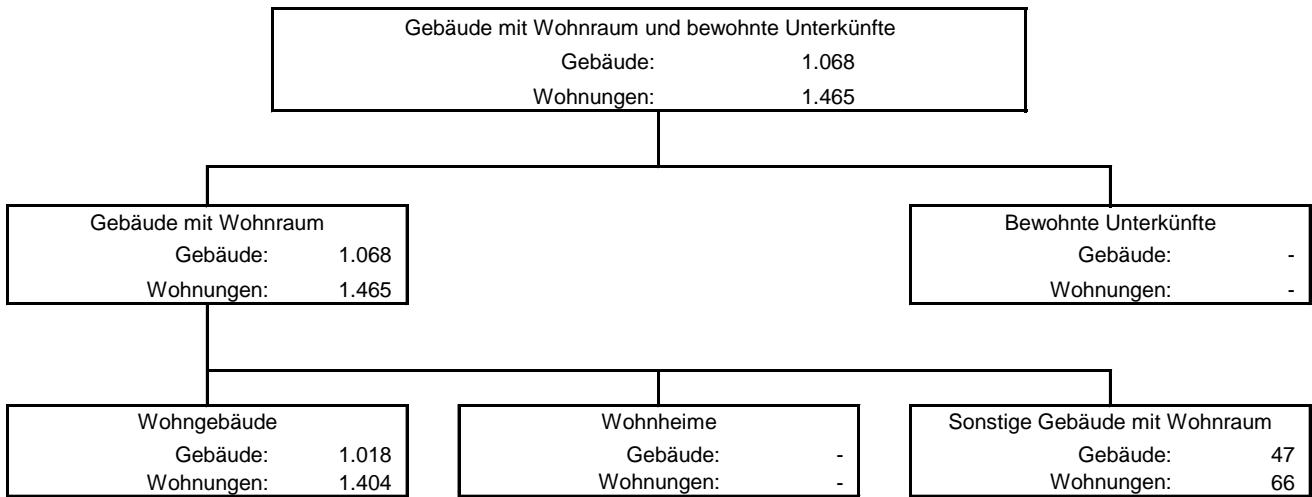 Gebäude mit Wohnraum und bewohnte Unterkünfte
Gebäude: 1.068
Wohnungen: 1.465
Gebäude mit Wohnraum
Gebäude: 1.068
Wohnungen: 1.465
Bewohnte Unterkünfte
Gebäude: -
Wohnungen: -
Wohngebäude
Gebäude: 1.018
Wohnungen: 1.404
Wohnheime
Gebäude: -
Wohnungen: -
Sonstige Gebäude mit Wohnraum
Gebäude: 47
Wohnungen: 66